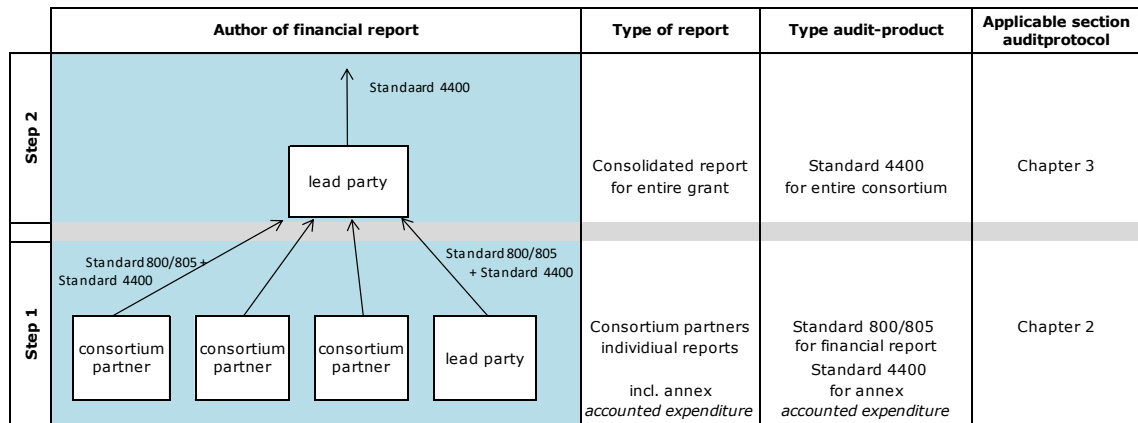 Author of financial report
Type of report
Type audit-product
Applicable section
auditprotocol
Step 2
Standaard 4400
lead party
Consolidated report
for entire grant
Standard 4400
for entire consortium
Chapter 3
Step 1
Standard 800/805 +
Standard 4400
Standard 800/805
+ Standard 4400
consortium
partner
consortium
partner
consortium
partner
lead party
Consortium partners
individiual reports
incl. annex
accounted expenditure
Standard 800/805
for financial report
Standard 4400
for annex
accounted expenditure
Chapter 2